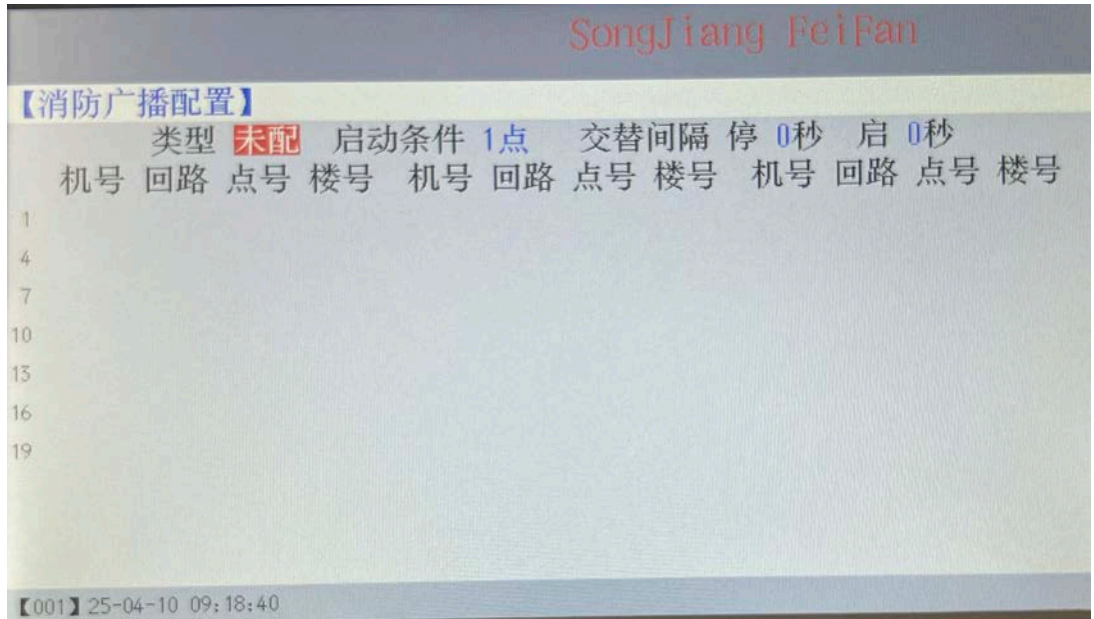 SongJiang FeiFan
【消防广播配置】
类型 未配 启动条件 1点 交替间隔 停 0秒 启 0秒
机号 回路 点号 楼号 机号 回路 点号 楼号 机号 回路 点号 楼号
1
4
7
10
13
16
19
【001】25-04-10 09:18:40